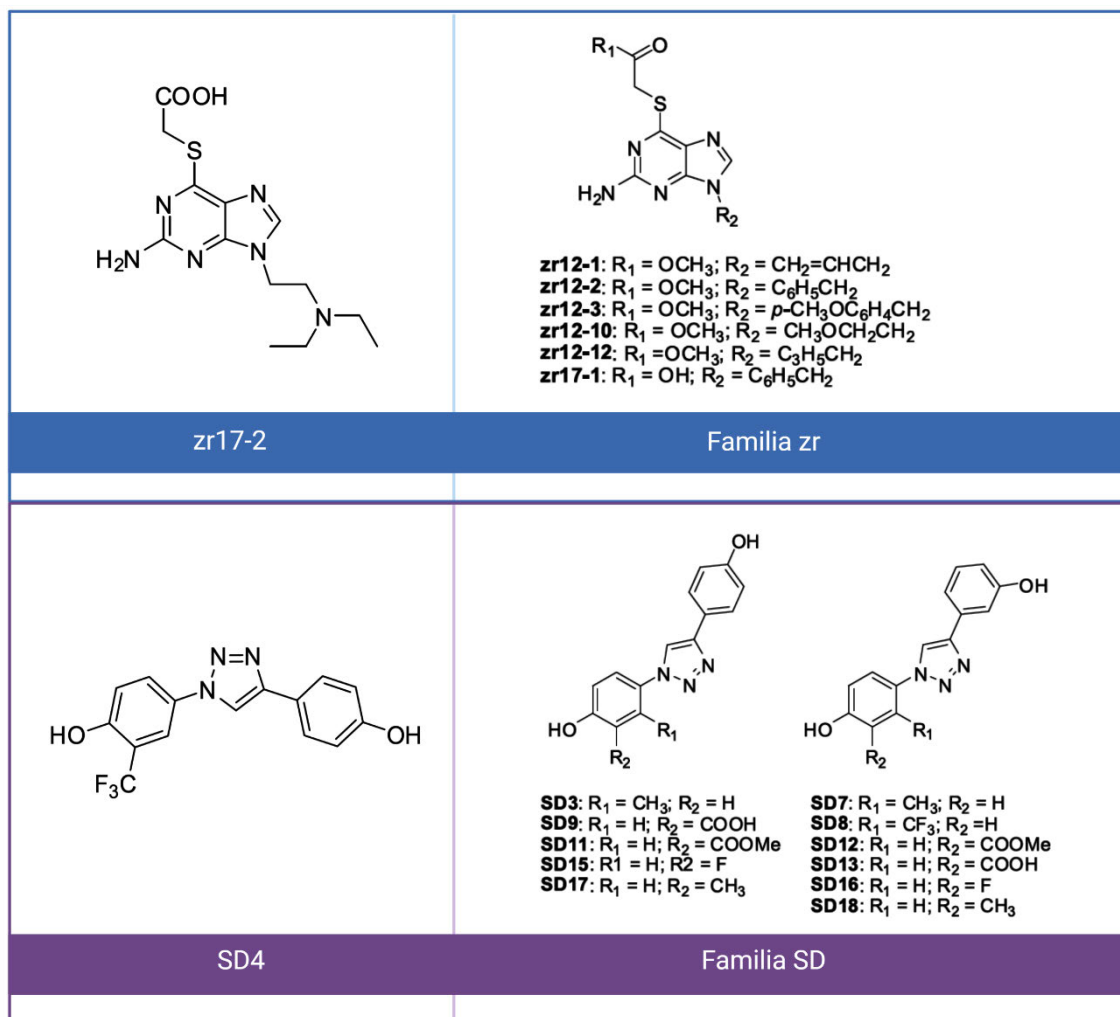 COOH
S
N
N
H₂N
N
N
N
R₁
O
S
N
N
H₂N
N
N
R₂
zr12-1: R₁ = OCH₃; R₂ = CH₂=CHCH₂
zr12-2: R₁ = OCH₃; R₂ = C₆H₅CH₂
zr12-3: R₁ = OCH₃; R₂ = p-CH₃OC₆H₄CH₂
zr12-10: R₁ = OCH₃; R₂ = CH₃OCH₂CH₂
zr12-12: R₁ =OCH₃; R₂ = C₃H₅CH₂
zr17-1: R₁ = OH; R₂ = C₆H₅CH₂
zr17-2
Familia zr
N=N
N
HO
F₃C
OH
OH
N
N
N
HO
R₁
R₂
OH
N
N
N
HO
R₁
R₂
SD3: R₁ = CH₃; R₂ = H
SD9: R₁ = H; R₂ = COOH
SD11: R₁ = H; R₂ = COOMe
SD15: R1 = H; R2 = F
SD17: R₁ = H; R₂ = CH₃
SD7: R₁ = CH₃; R₂ = H
SD8: R₁ = CF₃; R₂ = H
SD12: R₁ = H; R₂ = COOMe
SD13: R₁ = H; R₂ = COOH
SD16: R₁ = H; R₂ = F
SD18: R₁ = H; R₂ = CH₃
SD4
Familia SD